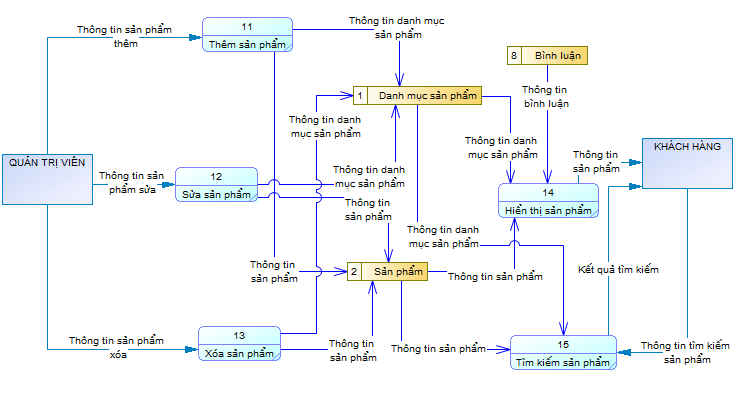 Thông tin sản phẩm
thêm
11
Thêm sản phẩm
Thông tin danh mục
sản phẩm
8 Bình luận
Thông tin
bình luận
1 Danh mục sản phẩm
Thông tin danh
mục sản phẩm
Thông tin danh
mục sản phẩm
Thông tin
sản phẩm
KHÁCH HÀNG
QUẢN TRỊ VIÊN
Thông tin sản
phẩm sửa
12
Sửa sản phẩm
Thông tin danh
mục sản phẩm
Thông tin
sản phẩm
14
Hiển thị sản phẩm
Thông tin danh
mục sản phẩm
Thông tin
sản phẩm
2 Sản phẩm
Thông tin sản phẩm
Kết quả tìm kiếm
Thông tin sản phẩm
xóa
13
Xóa sản phẩm
Thông tin
sản phẩm
Thông tin sản phẩm
15
Tìm kiếm sản phẩm
Thông tin tìm kiếm
sản phẩm